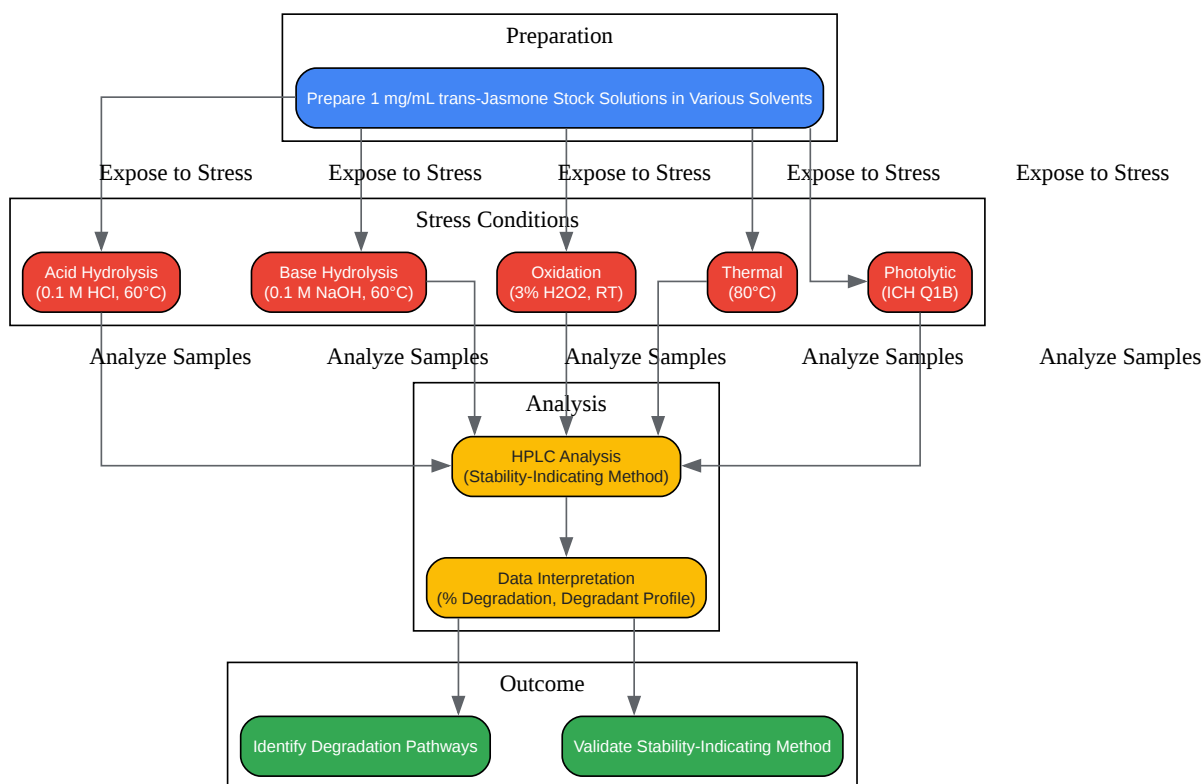 Preparation
Prepare 1 mg/mL trans-Jasmone Stock Solutions in Various Solvents
Expose to Stress
Expose to Stress
Expose to Stress
Expose to Stress
Expose to Stress
Stress Conditions
Acid Hydrolysis
(0.1 M HCl, 60°C)
Base Hydrolysis
(0.1 M NaOH, 60°C)
Oxidation
(3% H2O2, RT)
Thermal
(80°C)
Photolytic
(ICH Q1B)
Analyze Samples
Analyze Samples
Analyze Samples
Analyze Samples
Analyze Samples
Analysis
HPLC Analysis
(Stability-Indicating Method)
Data Interpretation
(% Degradation, Degradant Profile)
Outcome
Identify Degradation Pathways
Validate Stability-Indicating Method